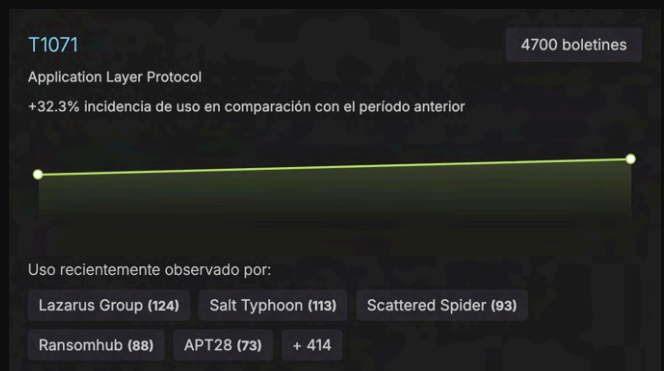 T1071
4700 boletines
Application Layer Protocol
+32.3% incidencia de uso en comparación con el período anterior
Uso recientemente observado por:
Lazarus Group (124) Salt Typhoon (113) Scattered Spider (93)
Ransomhub (88) APT28 (73) + 414